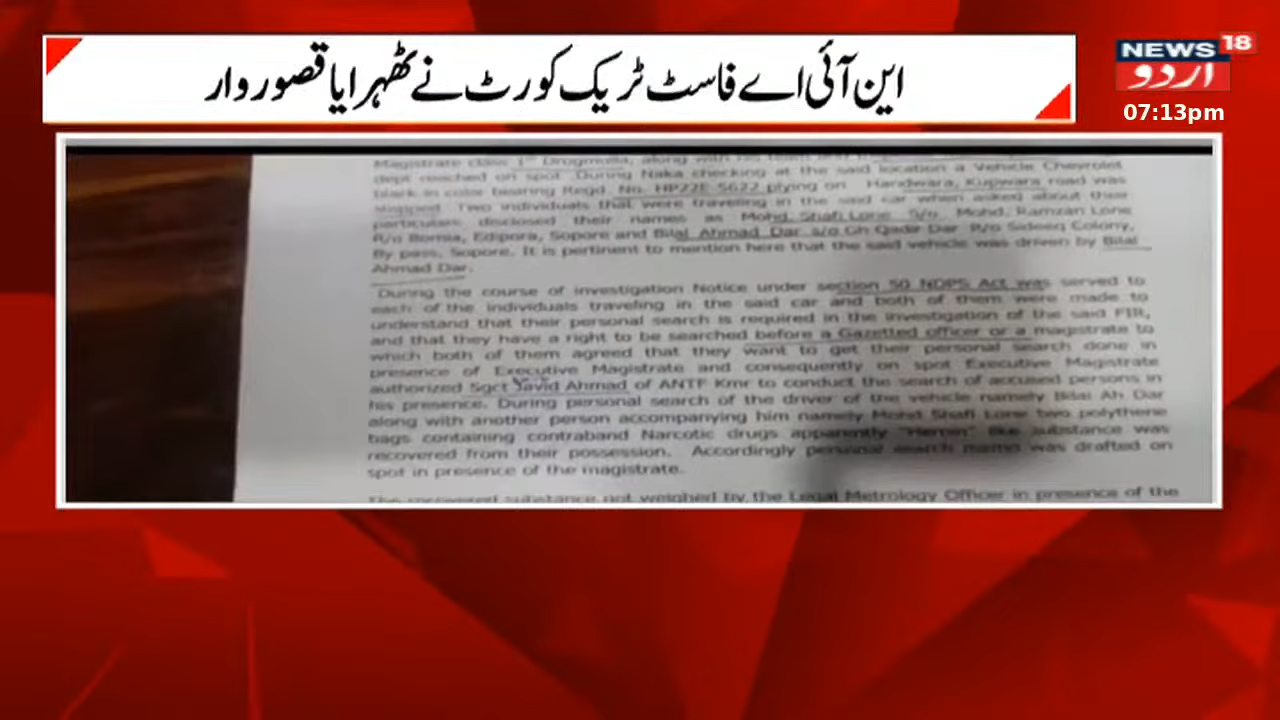 این آئی اے فاسٹ ٹریک کورٹ نے ٹھہرایا قصوروار
NEWS 18
اردو
07:13pm
Magistrate class 1st Drogmulla, along with his team and
dept reached on spot. During Naka checking at the said location a Vehicle Chevrolet
black in color bearing Regd. No. HP22E-5622 plying on Handwara, Kupwara road was
stopped. Two individuals that were traveling in the said car when asked about their
particulars disclosed their names as Mohd. Shafi Lone S/o Mohd. Ramzan Lone
R/o Bomia, Edipora, Sopore and Bilal Ahmad Dar s/o Gh Qadir Dar R/o Sideeq Colony,
By pass, Sopore. It is pertinent to mention here that the said vehicle was driven by Bilal
Ahmad Dar.
During the course of investigation Notice under section 50 NDPS Act was served to
each of the individuals traveling in the said car and both of them were made to
understand that their personal search is required in the investigation of the said FIR,
and that they have a right to be searched before a Gazetted officer or a magistrate to
which both of them agreed that they want to get their personal search done in
presence of Executive Magistrate and consequently on spot Executive Magistrate
authorized Sgct Javid Ahmad of ANTF Kmr to conduct the search of accused persons in
his presence. During personal search of the driver of the vehicle namely Bilal Ah Dar
along with another person accompanying him namely Mohd Shafi Lone two polythene
bags containing contraband Narcotic drugs apparently "Heroin" like substance was
recovered from their possession. Accordingly personal search memo was drafted on
spot in presence of the magistrate.
The recovered substance got weighed by the Legal Metrology Officer in presence of the